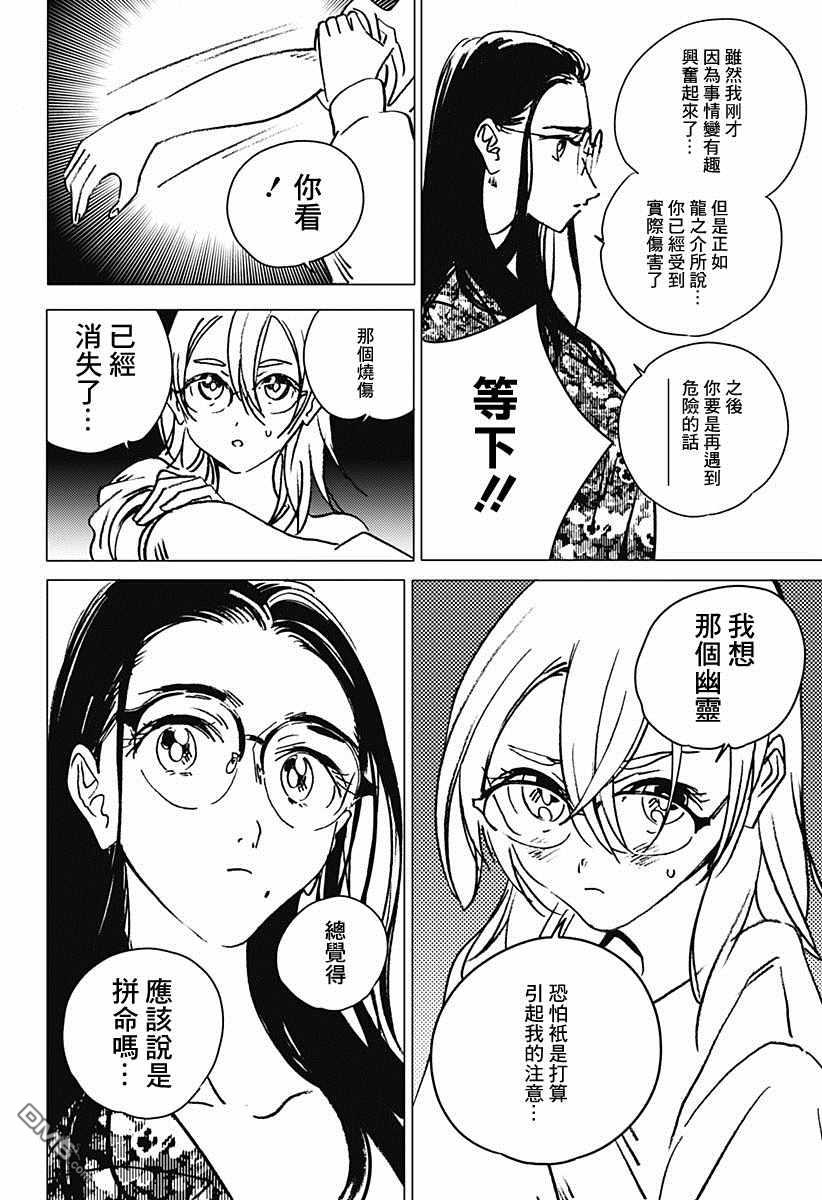 雖然我剛才
因為事情變有趣
興奮起來了…
但是正如
龍之介所說…
你已經受到
實際傷害了
之後
你要是再遇到
危險的話
等下!!
你看
！
那個燒傷
已經
消失了…
我想
那個幽靈
恐怕祇是打算
引起我的注意…
總覺得
應該說是
拼命嗎…
DM5